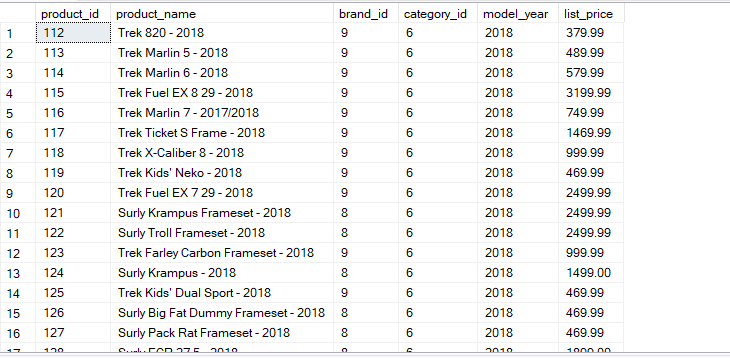 product_id product_name brand_id category_id model_year list_price
1 112 Trek 820 - 2018 9 6 2018 379.99
2 113 Trek Marlin 5 - 2018 9 6 2018 489.99
3 114 Trek Marlin 6 - 2018 9 6 2018 579.99
4 115 Trek Fuel EX 8 29 - 2018 9 6 2018 3199.99
5 116 Trek Marlin 7 - 2017/2018 9 6 2018 749.99
6 117 Trek Ticket S Frame - 2018 9 6 2018 1469.99
7 118 Trek X-Caliber 8 - 2018 9 6 2018 999.99
8 119 Trek Kids' Neko - 2018 9 6 2018 469.99
9 120 Trek Fuel EX 7 29 - 2018 9 6 2018 2499.99
10 121 Surly Krampus Frameset - 2018 8 6 2018 2499.99
11 122 Surly Troll Frameset - 2018 8 6 2018 2499.99
12 123 Trek Farley Carbon Frameset - 2018 9 6 2018 999.99
13 124 Surly Krampus - 2018 8 6 2018 1499.00
14 125 Trek Kids' Dual Sport - 2018 9 6 2018 469.99
15 126 Surly Big Fat Dummy Frameset - 2018 8 6 2018 469.99
16 127 Surly Pack Rat Frameset - 2018 8 6 2018 469.99